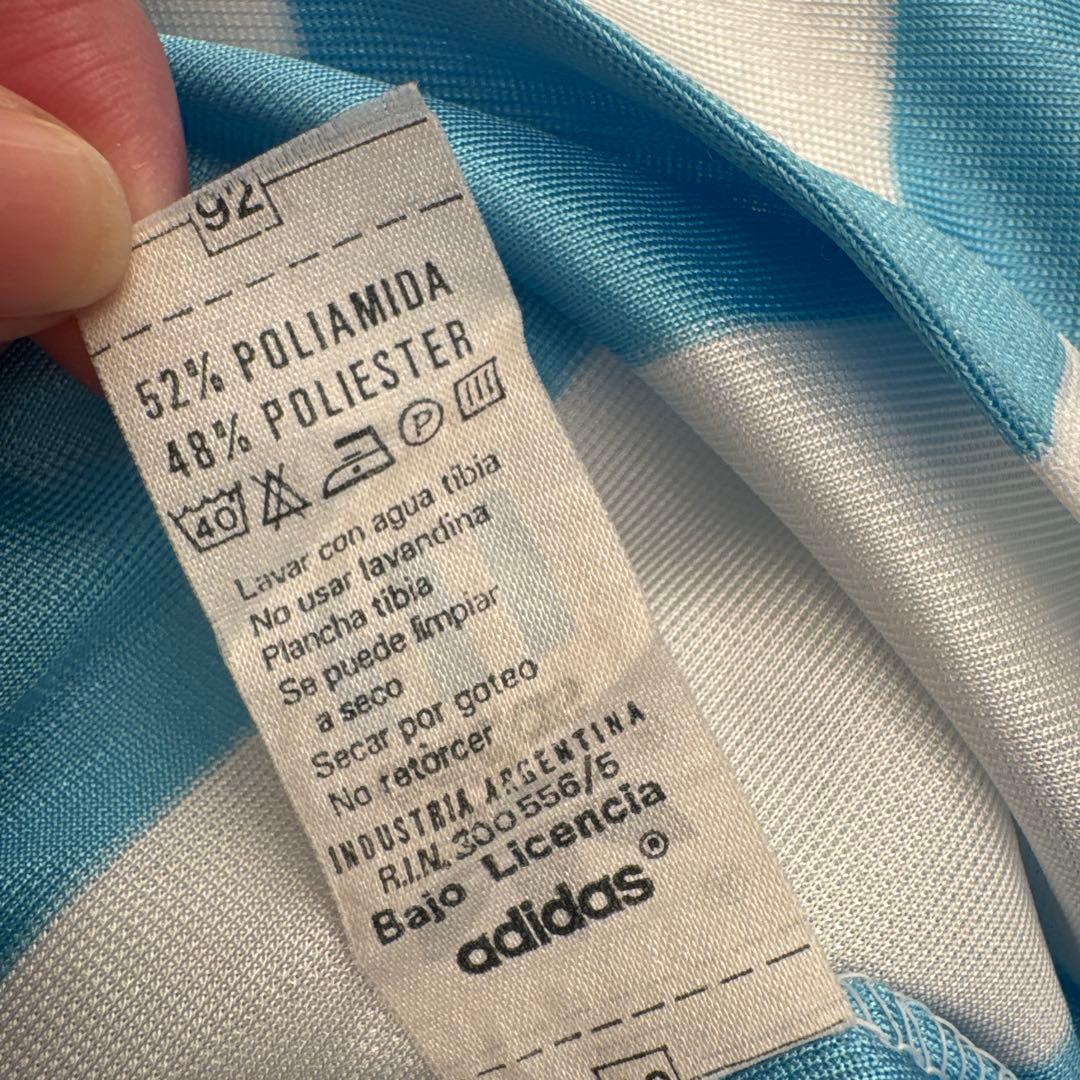 92
52% POLIAMIDA
48% POLIESTER
40 P
Lavar con agua tibia
No usar lavandina
Plancha tibia
Se puede limpiar
a seco
Secar por goteo
No retorcer
INDUSTRIA ARGENTINA
R.I.N. 300556/5
Bajo Licencia
adidas®